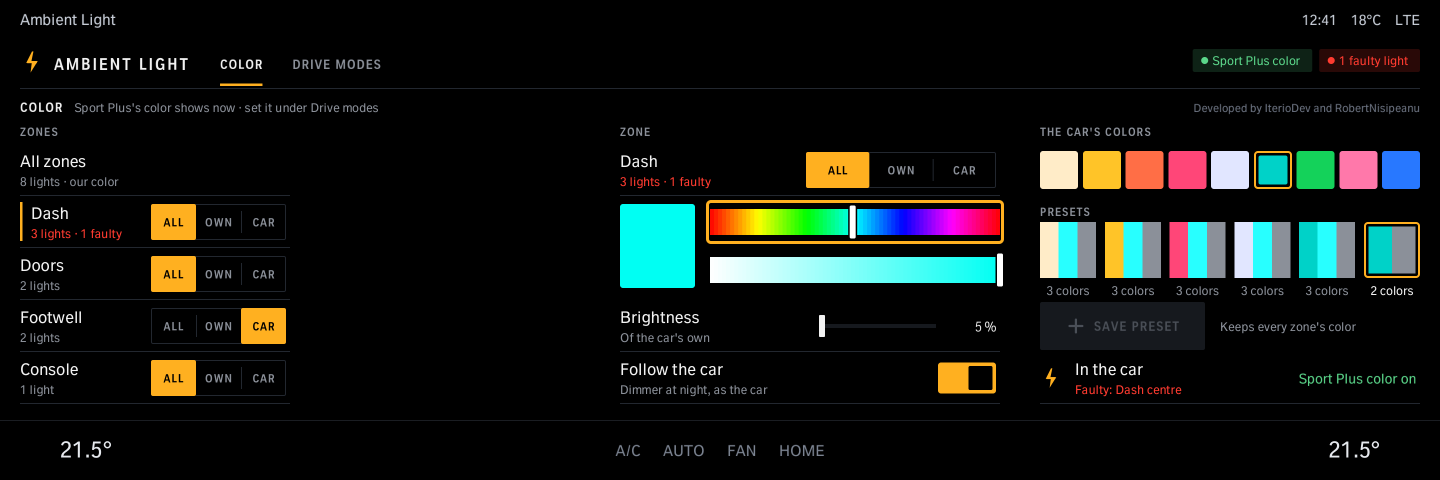 Ambient Light
12:41 18°C LTE
AMBIENT LIGHT COLOR DRIVE MODES
Sport Plus color 1 faulty light
COLOR Sport Plus's color shows now · set it under Drive modes
Developed by IterioDev and RobertNisipeanu
ZONES
All zones
8 lights · our color
Dash
3 lights · 1 faulty
ALL OWN CAR
Doors
2 lights
ALL OWN CAR
Footwell
2 lights
ALL OWN CAR
Console
1 light
ALL OWN CAR
ZONE
Dash
3 lights · 1 faulty
ALL OWN CAR
Brightness
Of the car's own
5 %
Follow the car
Dimmer at night, as the car
THE CAR'S COLORS
PRESETS
3 colors 3 colors 3 colors 3 colors 3 colors 2 colors
SAVE PRESET
Keeps every zone's color
In the car
Faulty: Dash centre
Sport Plus color on
21.5° A/C AUTO FAN HOME 21.5°